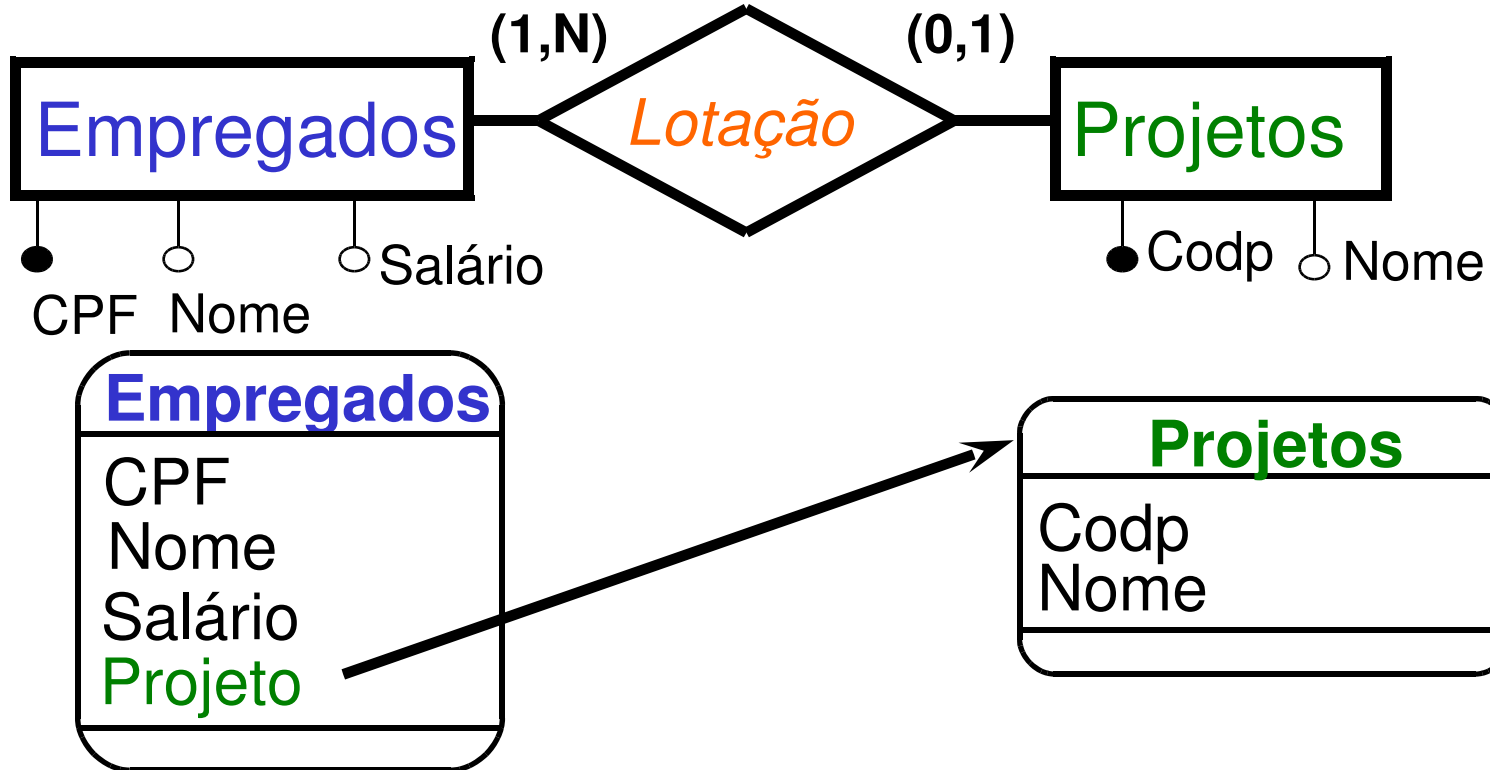 (1,N) (0,1)
Empregados Lotação Projetos
CPF Nome Salário Codp Nome
Empregados
CPF
Nome
Salário
Projeto
Projetos
Codp
Nome